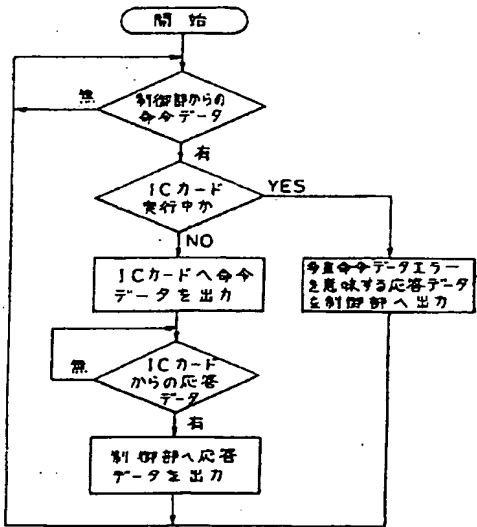 開始
制御部からの
命令データ
無
有
ICカード
実行中か
YES
NO
ICカードへ命令
データを出力
多重命令データエラー
を意味する応答データ
を制御部へ出力
ICカード
からの応答
データ
無
有
制御部へ応答
データを出力